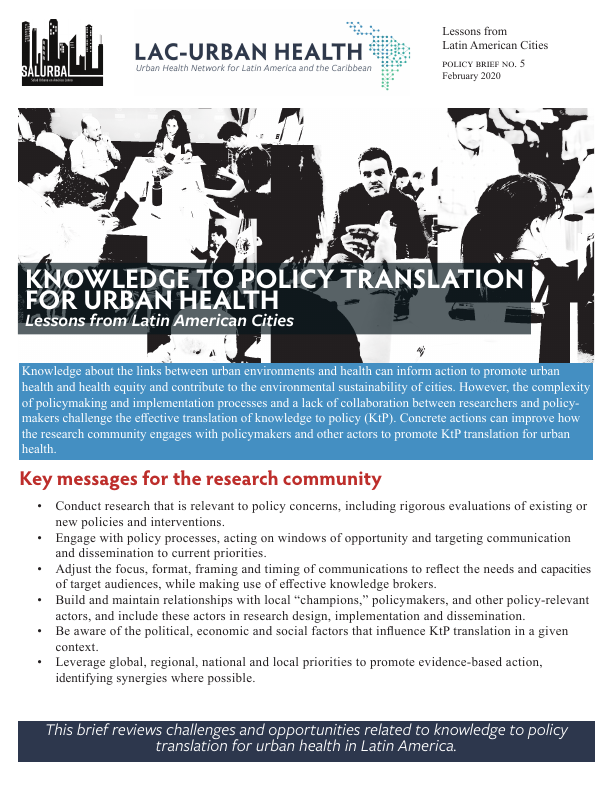 SALURBAL
LAC-URBAN HEALTH
Urban Health Network for Latin America and the Caribbean
Lessons from
Latin American Cities
POLICY BRIEF NO. 5
February 2020
KNOWLEDGE TO POLICY TRANSLATION
FOR URBAN HEALTH
Lessons from Latin American Cities
Knowledge about the links between urban environments and health can inform action to promote urban
health and health equity and contribute to the environmental sustainability of cities. However, the complexity
of policymaking and implementation processes and a lack of collaboration between researchers and policy-
makers challenge the effective translation of knowledge to policy (KtP). Concrete actions can improve how
the research community engages with policymakers and other actors to promote KtP translation for urban
health.
Key messages for the research community
• Conduct research that is relevant to policy concerns, including rigorous evaluations of existing or
new policies and interventions.
• Engage with policy processes, acting on windows of opportunity and targeting communication
and dissemination to current priorities.
• Adjust the focus, format, framing and timing of communications to reflect the needs and capacities
of target audiences, while making use of effective knowledge brokers.
• Build and maintain relationships with local “champions,” policymakers, and other policy-relevant
actors, and include these actors in research design, implementation and dissemination.
• Be aware of the political, economic and social factors that influence KtP translation in a given
context.
• Leverage global, regional, national and local priorities to promote evidence-based action,
identifying synergies where possible.
This brief reviews challenges and opportunities related to knowledge to policy
translation for urban health in Latin America.